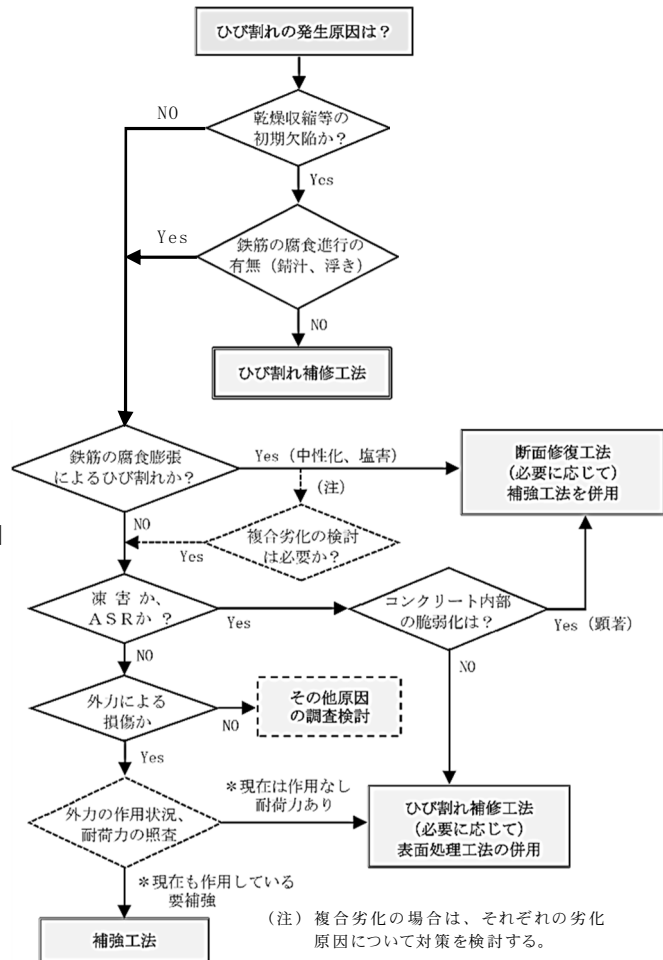 ひび割れの発生原因は？
NO
乾燥収縮等の
初期欠陥か？
Yes
Yes
鉄筋の腐食進行の
有無（錆汁、浮き）
NO
ひび割れ補修工法
鉄筋の腐食膨張
によるひび割れか？
Yes（中性化、塩害）
断面修復工法
（必要に応じて）
補強工法を併用
（注）
NO
複合劣化の検討
は必要か？
Yes
凍 害 か、
ＡＳＲか ？
Yes
コンクリート内部
の脆弱化は？
Yes（顕著）
NO
NO
外力による
損傷か
NO
その他原因
の調査検討
Yes
外力の作用状況、
耐荷力の照査
＊現在は作用なし
耐荷力あり
ひび割れ補修工法
（必要に応じて）
表面処理工法の併用
＊現在も作用している
要補強
補強工法
（注）複合劣化の場合は、それぞれの劣化
原因について対策を検討する。